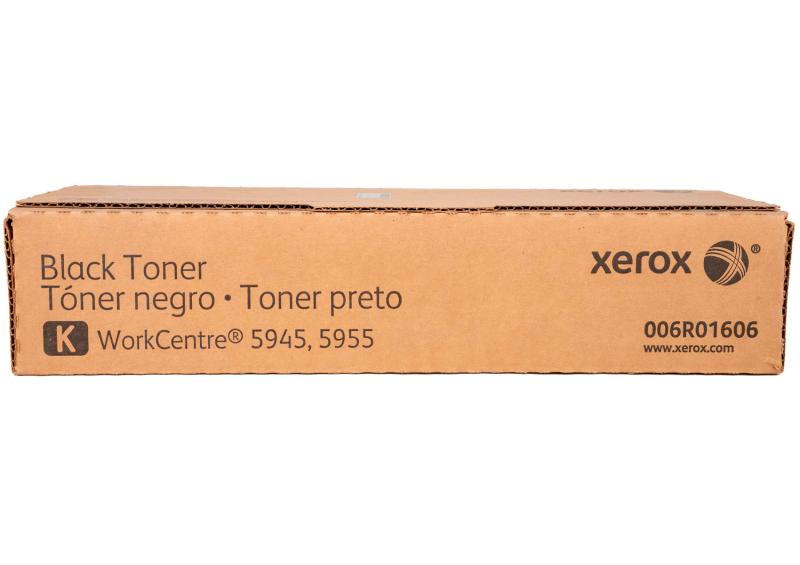 Black Toner
Tóner negro • Toner preto
K WorkCentre® 5945, 5955
xerox ®
006R01606
www.xerox.com